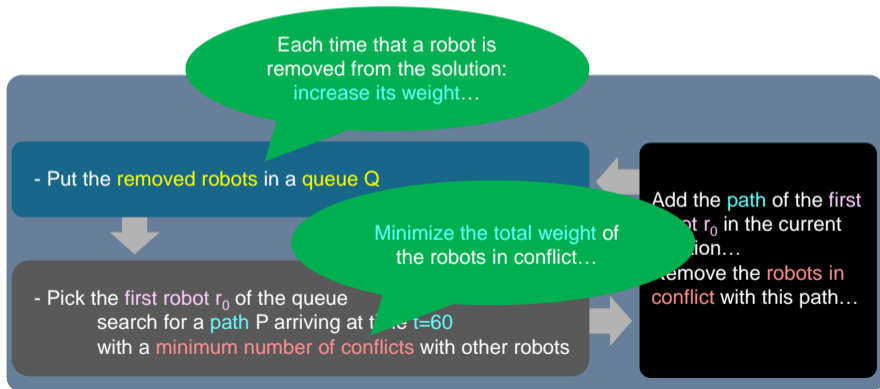 Each time that a robot is
removed from the solution:
increase its weight…
- Put the removed robots in a queue Q
Minimize the total weight of
the robots in conflict…
- Pick the first robot r0 of the queue
search for a path P arriving at t=60
with a minimum number of conflicts with other robots
Add the path of the first
r0 in the current
Remove the robots in
conflict with this path…